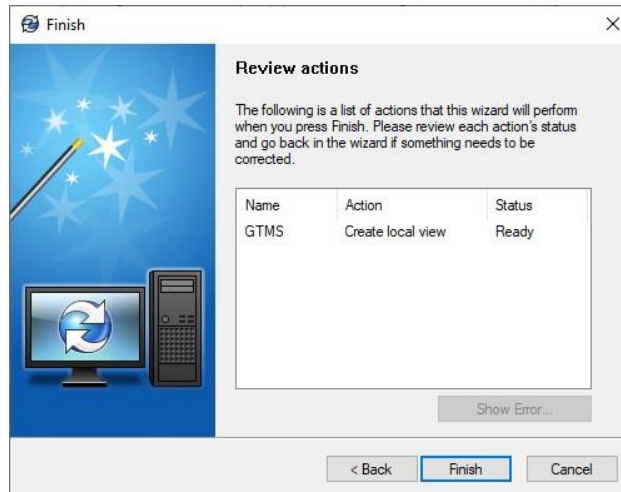 Finish
Review actions
The following is a list of actions that this wizard will perform
when you press Finish. Please review each action's status
and go back in the wizard if something needs to be
corrected.
Name Action Status
GTMS Create local view Ready
Show Error...
< Back Finish Cancel